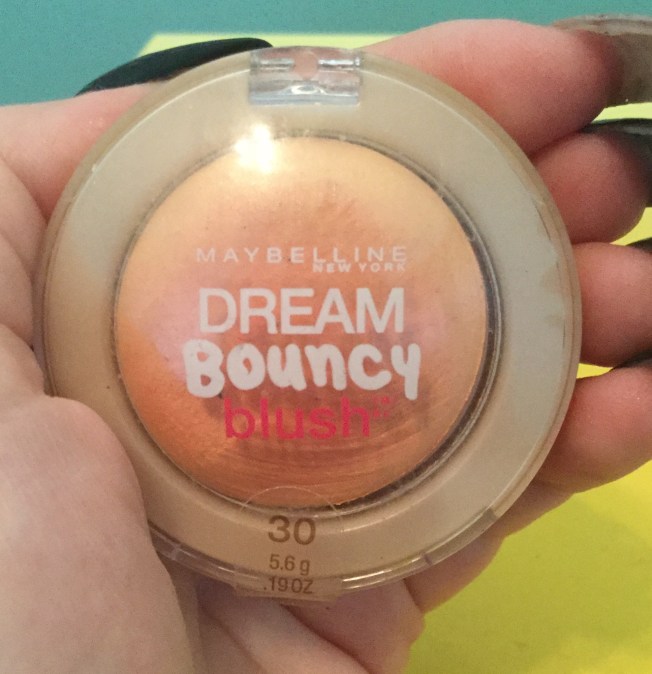 MAYBELLINE
NEW YORK
DREAM
Bouncy
blush
30
5.6 g
.19 OZ